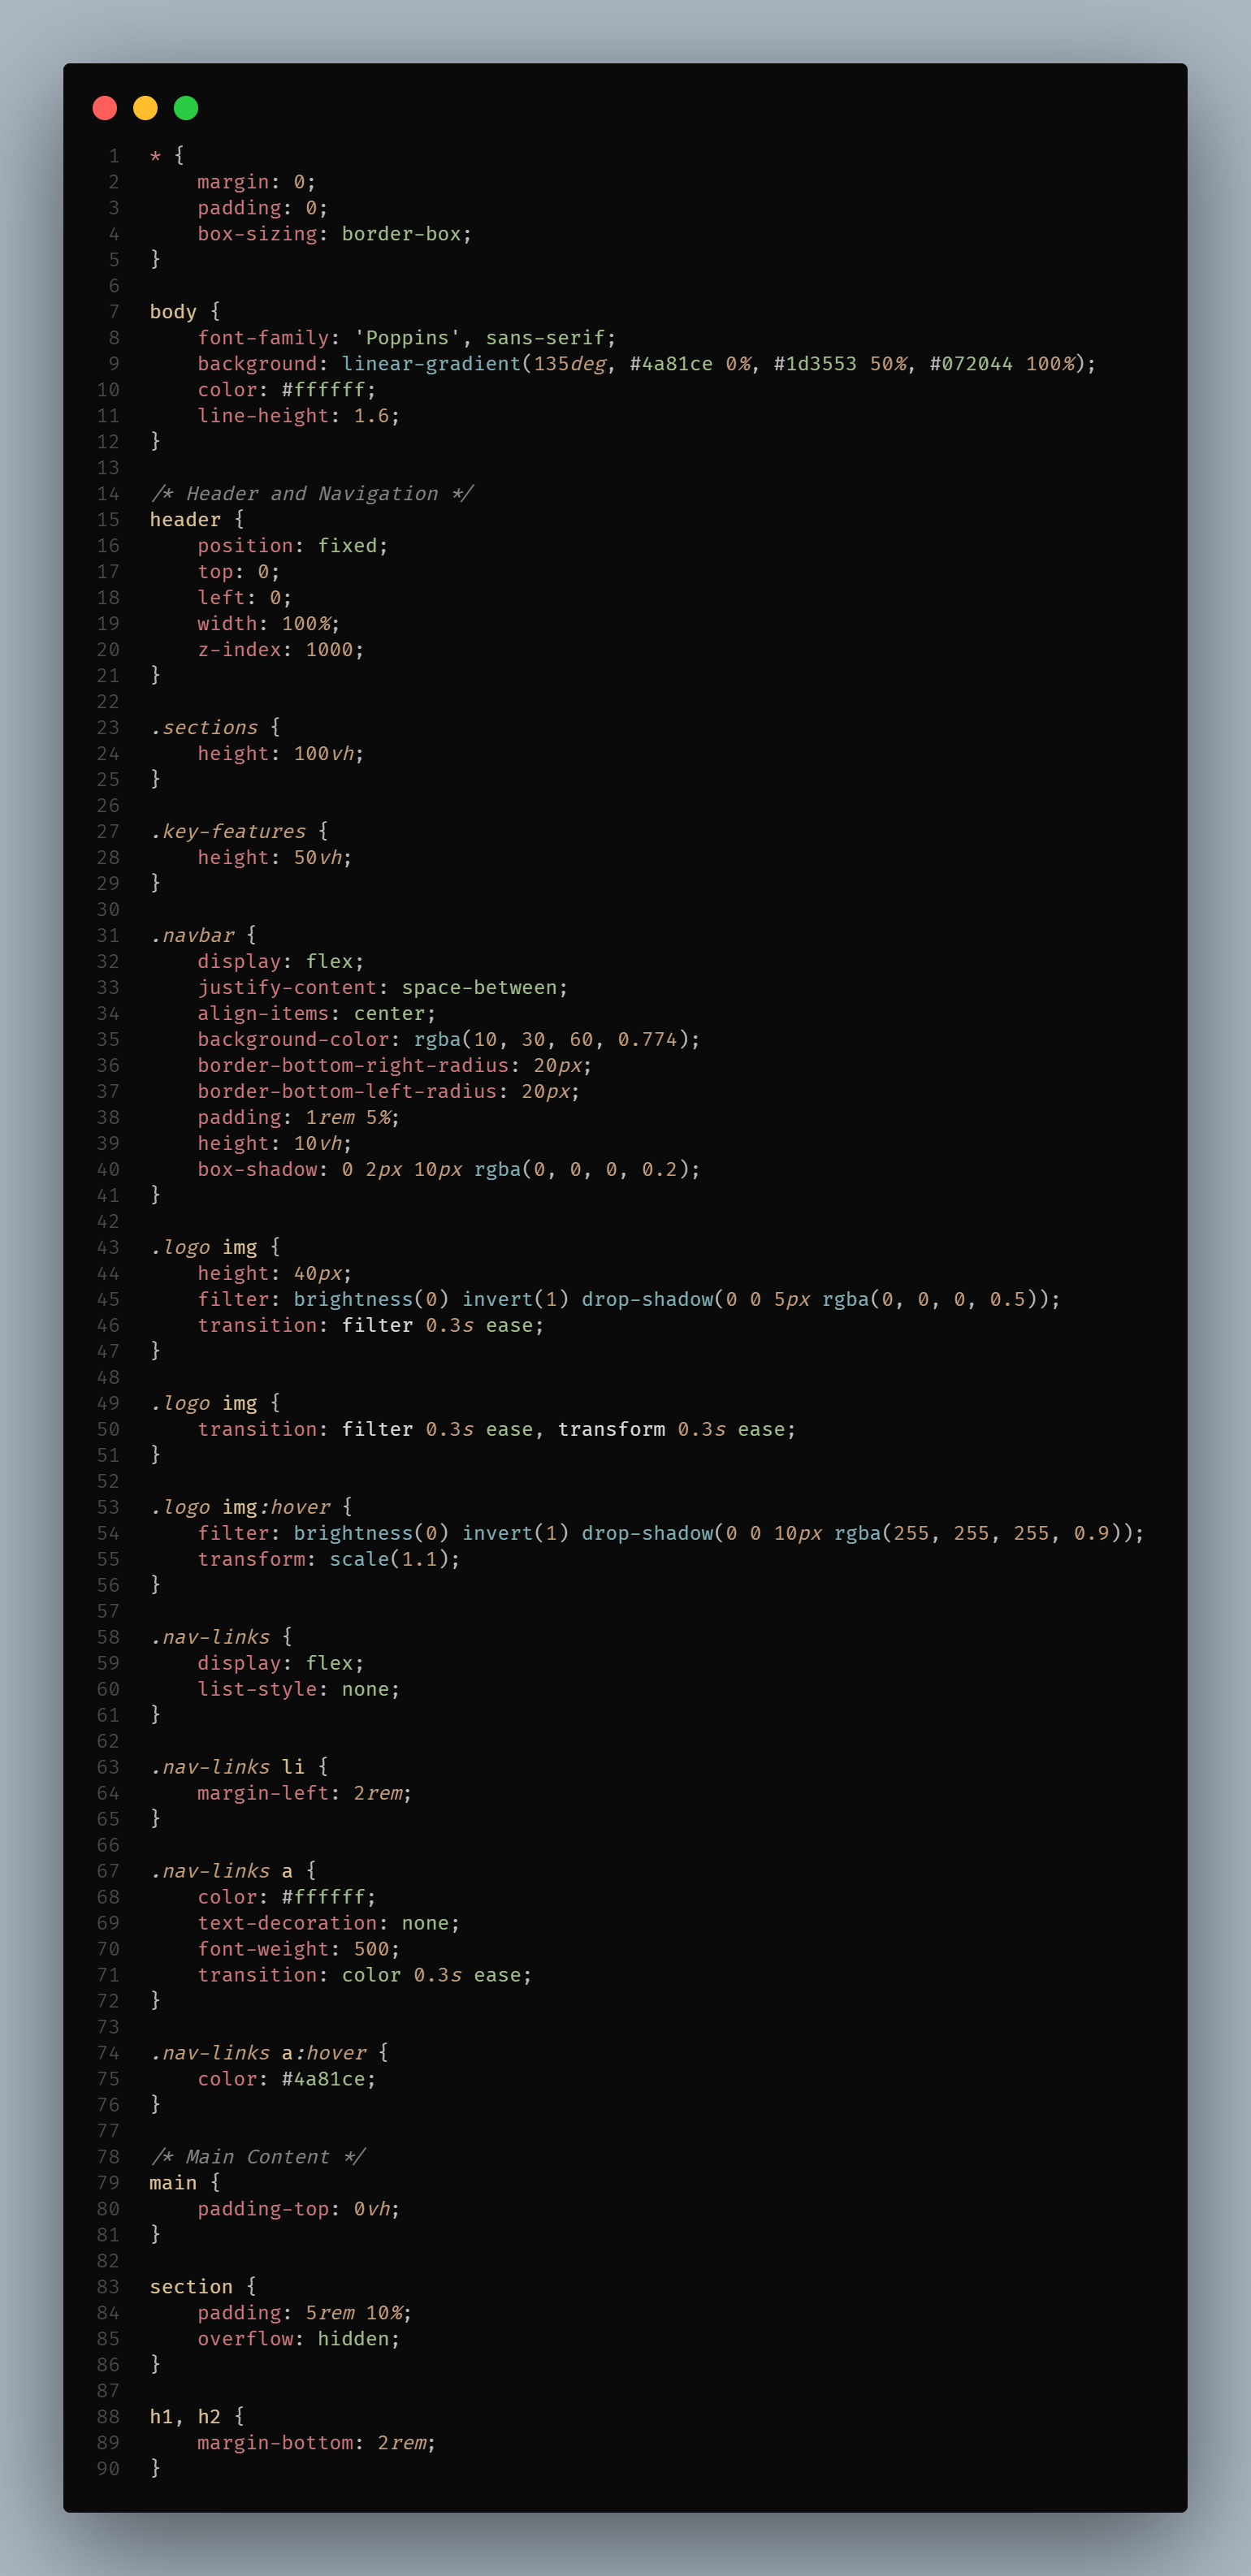 1 * {
2     margin: 0;
3     padding: 0;
4     box-sizing: border-box;
5 }
6
7 body {
8     font-family: 'Poppins', sans-serif;
9     background: linear-gradient(135deg, #4a81ce 0%, #1d3553 50%, #072044 100%);
10     color: #ffffff;
11     line-height: 1.6;
12 }
13
14 /* Header and Navigation */
15 header {
16     position: fixed;
17     top: 0;
18     left: 0;
19     width: 100%;
20     z-index: 1000;
21 }
22
23 .sections {
24     height: 100vh;
25 }
26
27 .key-features {
28     height: 50vh;
29 }
30
31 .navbar {
32     display: flex;
33     justify-content: space-between;
34     align-items: center;
35     background-color: rgba(10, 30, 60, 0.774);
36     border-bottom-right-radius: 20px;
37     border-bottom-left-radius: 20px;
38     padding: 1rem 5%;
39     height: 10vh;
40     box-shadow: 0 2px 10px rgba(0, 0, 0, 0.2);
41 }
42
43 .logo img {
44     height: 40px;
45     filter: brightness(0) invert(1) drop-shadow(0 0 5px rgba(0, 0, 0, 0.5));
46     transition: filter 0.3s ease;
47 }
48
49 .logo img {
50     transition: filter 0.3s ease, transform 0.3s ease;
51 }
52
53 .logo img:hover {
54     filter: brightness(0) invert(1) drop-shadow(0 0 10px rgba(255, 255, 255, 0.9));
55     transform: scale(1.1);
56 }
57
58 .nav-links {
59     display: flex;
60     list-style: none;
61 }
62
63 .nav-links li {
64     margin-left: 2rem;
65 }
66
67 .nav-links a {
68     color: #ffffff;
69     text-decoration: none;
70     font-weight: 500;
71     transition: color 0.3s ease;
72 }
73
74 .nav-links a:hover {
75     color: #4a81ce;
76 }
77
78 /* Main Content */
79 main {
80     padding-top: 0vh;
81 }
82
83 section {
84     padding: 5rem 10%;
85     overflow: hidden;
86 }
87
88 h1, h2 {
89     margin-bottom: 2rem;
90 }